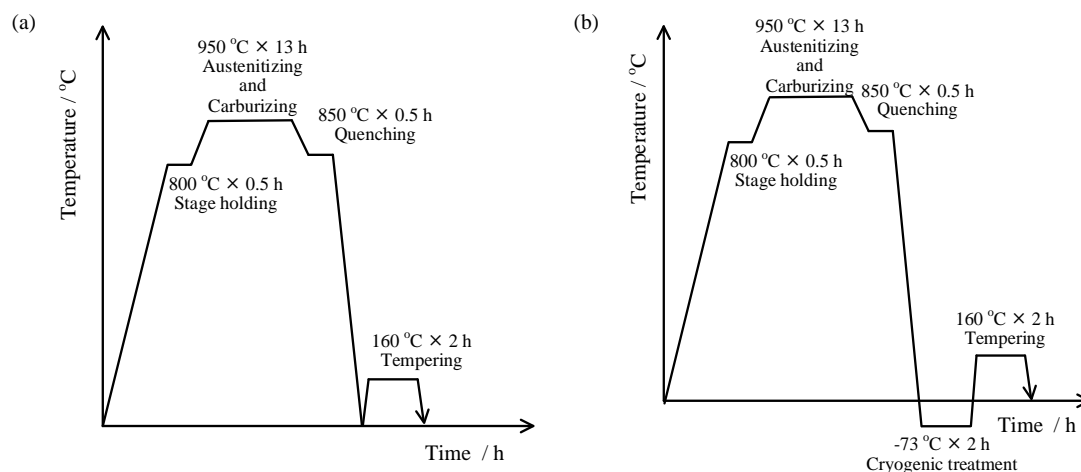 (a)
950 °C × 13 h
Austenitizing
and
Carburizing
850 °C × 0.5 h
Quenching
800 °C × 0.5 h
Stage holding
160 °C × 2 h
Tempering
Temperature / °C
Time / h
(b)
950 °C × 13 h
Austenitizing
and
Carburizing
850 °C × 0.5 h
Quenching
800 °C × 0.5 h
Stage holding
160 °C × 2 h
Tempering
Temperature / °C
Time / h
-73 °C × 2 h
Cryogenic treatment